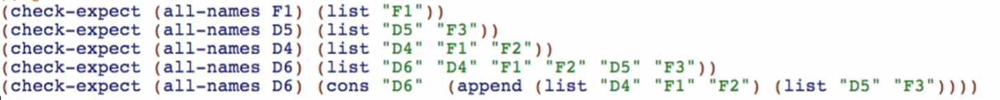 (check-expect (all-names F1) (list "F1"))
(check-expect (all-names D5) (list "D5" "F3"))
(check-expect (all-names D4) (list "D4" "F1" "F2"))
(check-expect (all-names D6) (list "D6" "D4" "F1" "F2" "D5" "F3"))
(check-expect (all-names D6) (cons "D6"  (append (list "D4" "F1" "F2") (list "D5" "F3"))))